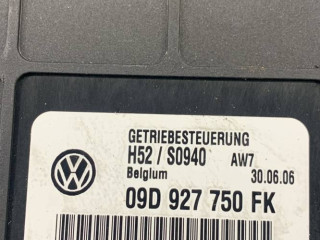 GETRIEBESTEUERUNG
H52 / S0940 AW7
Belgium 30.06.06
09D 927 750 FK